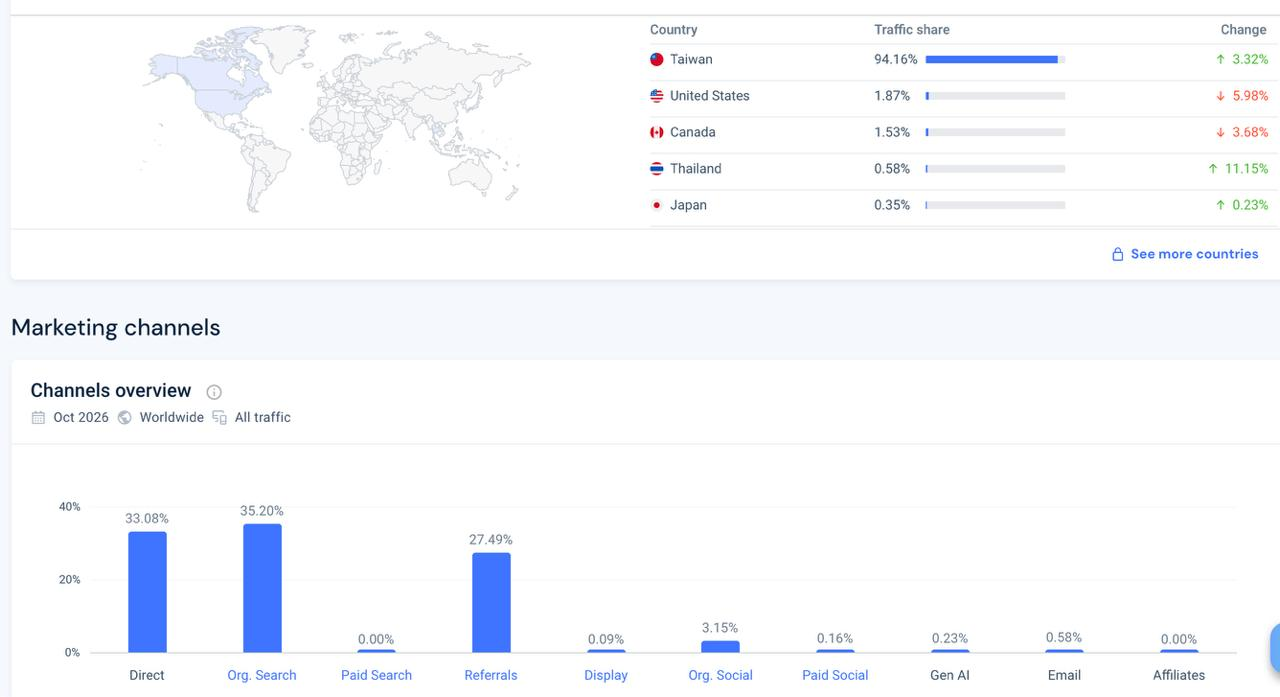 Country Traffic share Change
Taiwan 94.16% ↑ 3.32%
United States 1.87% ↓ 5.98%
Canada 1.53% ↓ 3.68%
Thailand 0.58% ↑ 11.15%
Japan 0.35% ↑ 0.23%
See more countries
Marketing channels
Channels overview
Oct 2026 Worldwide All traffic
40%
20%
0%
33.08% 35.20% 0.00% 27.49% 0.09% 3.15% 0.16% 0.23% 0.58% 0.00%
Direct Org. Search Paid Search Referrals Display Org. Social Paid Social Gen AI Email Affiliates